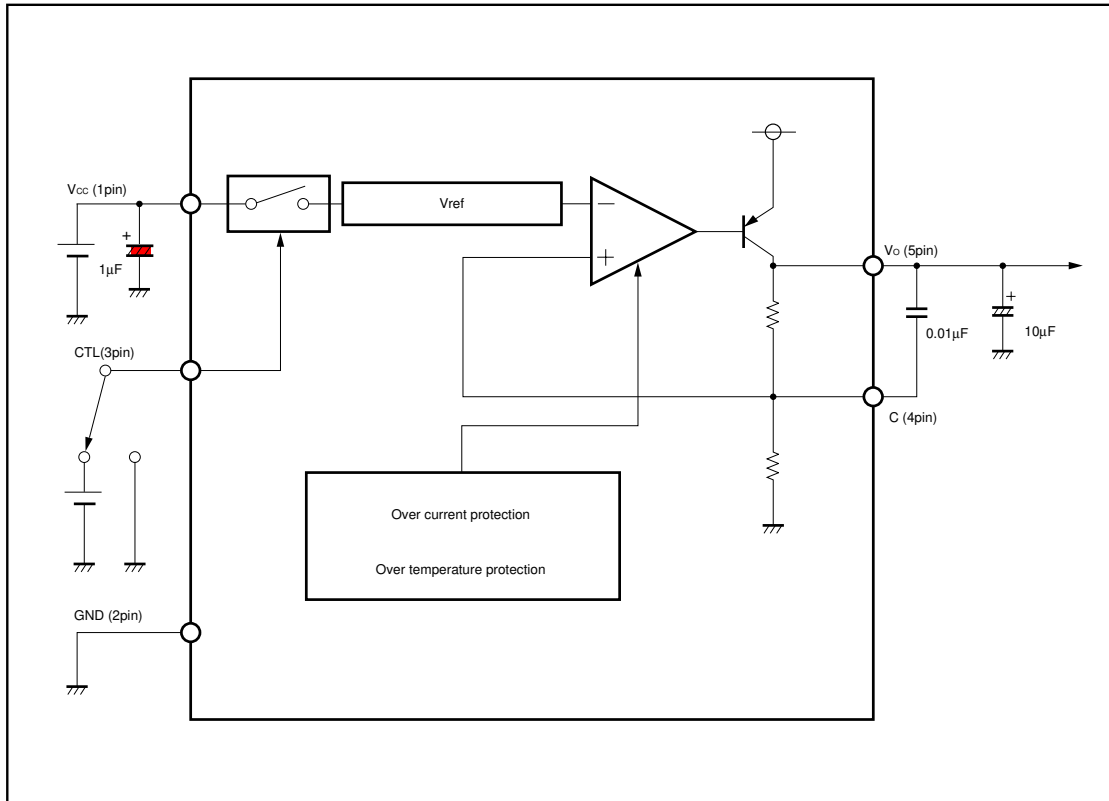 Vcc (1pin)
+
1μF
Vref
−
+
Vo (5pin)
+
0.01μF
10μF
CTL(3pin)
C (4pin)
Over current protection
Over temperature protection
GND (2pin)